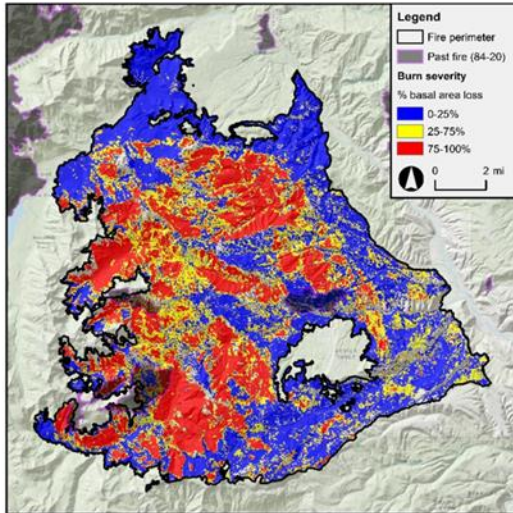 Legend
Fire perimeter
Past fire (84-20)
Burn severity
% basal area loss
0-25%
25-75%
75-100%
0 2 mi